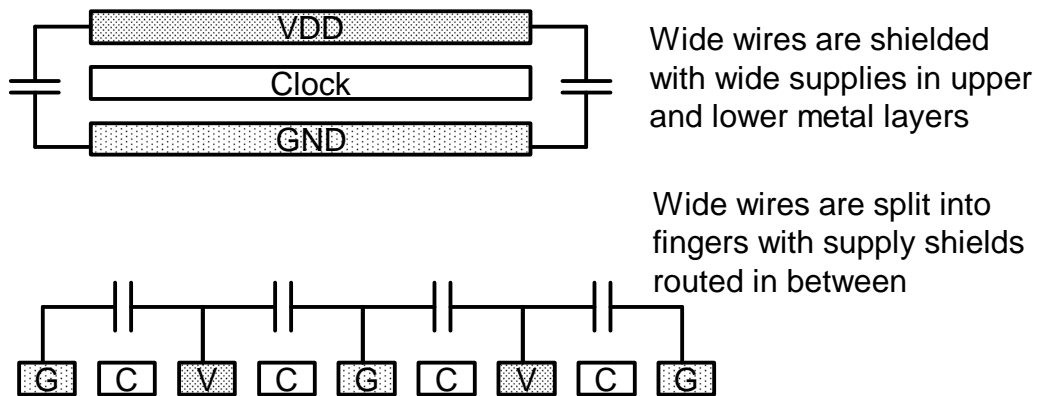 VDD
Clock
GND
Wide wires are shielded
with wide supplies in upper
and lower metal layers
Wide wires are split into
fingers with supply shields
routed in between
G C V C G C V C G